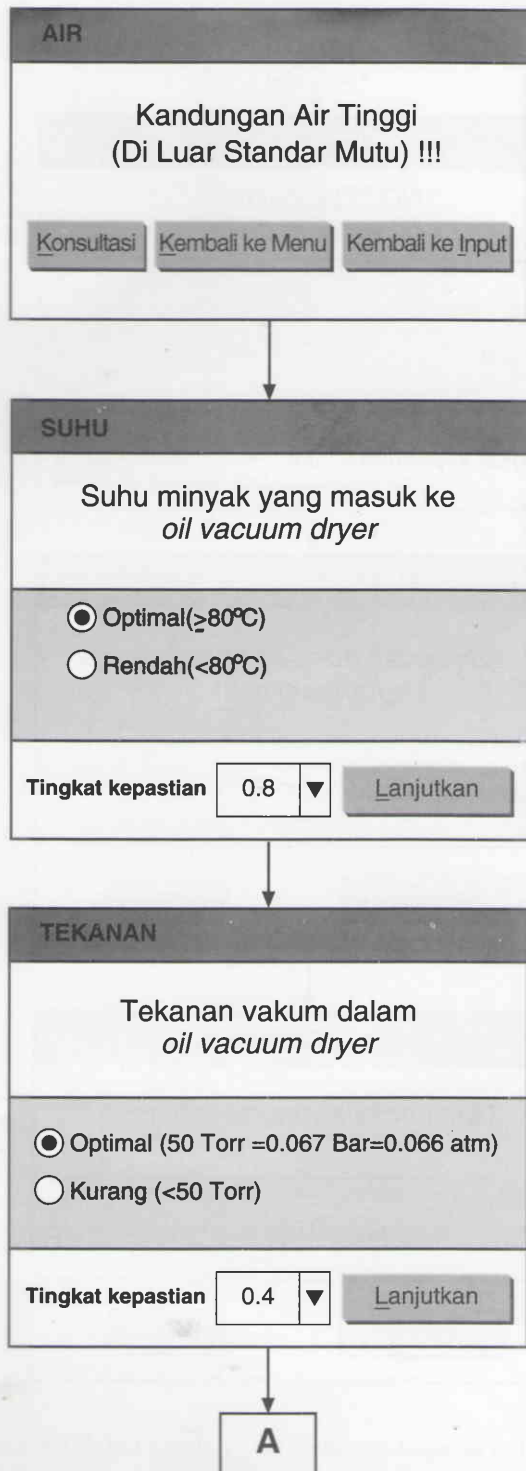 AIR
Kandungan Air Tinggi
(Di Luar Standar Mutu) !!!
Konsultasi Kembali ke Menu Kembali ke Input
SUHU
Suhu minyak yang masuk ke
oil vacuum dryer
Optimal(≥80ºC)
Rendah(<80ºC)
Tingkat kepastian 0.8 ▼ Lanjutkan
TEKANAN
Tekanan vakum dalam
oil vacuum dryer
Optimal (50 Torr =0.067 Bar=0.066 atm)
Kurang (<50 Torr)
Tingkat kepastian 0.4 ▼ Lanjutkan
A